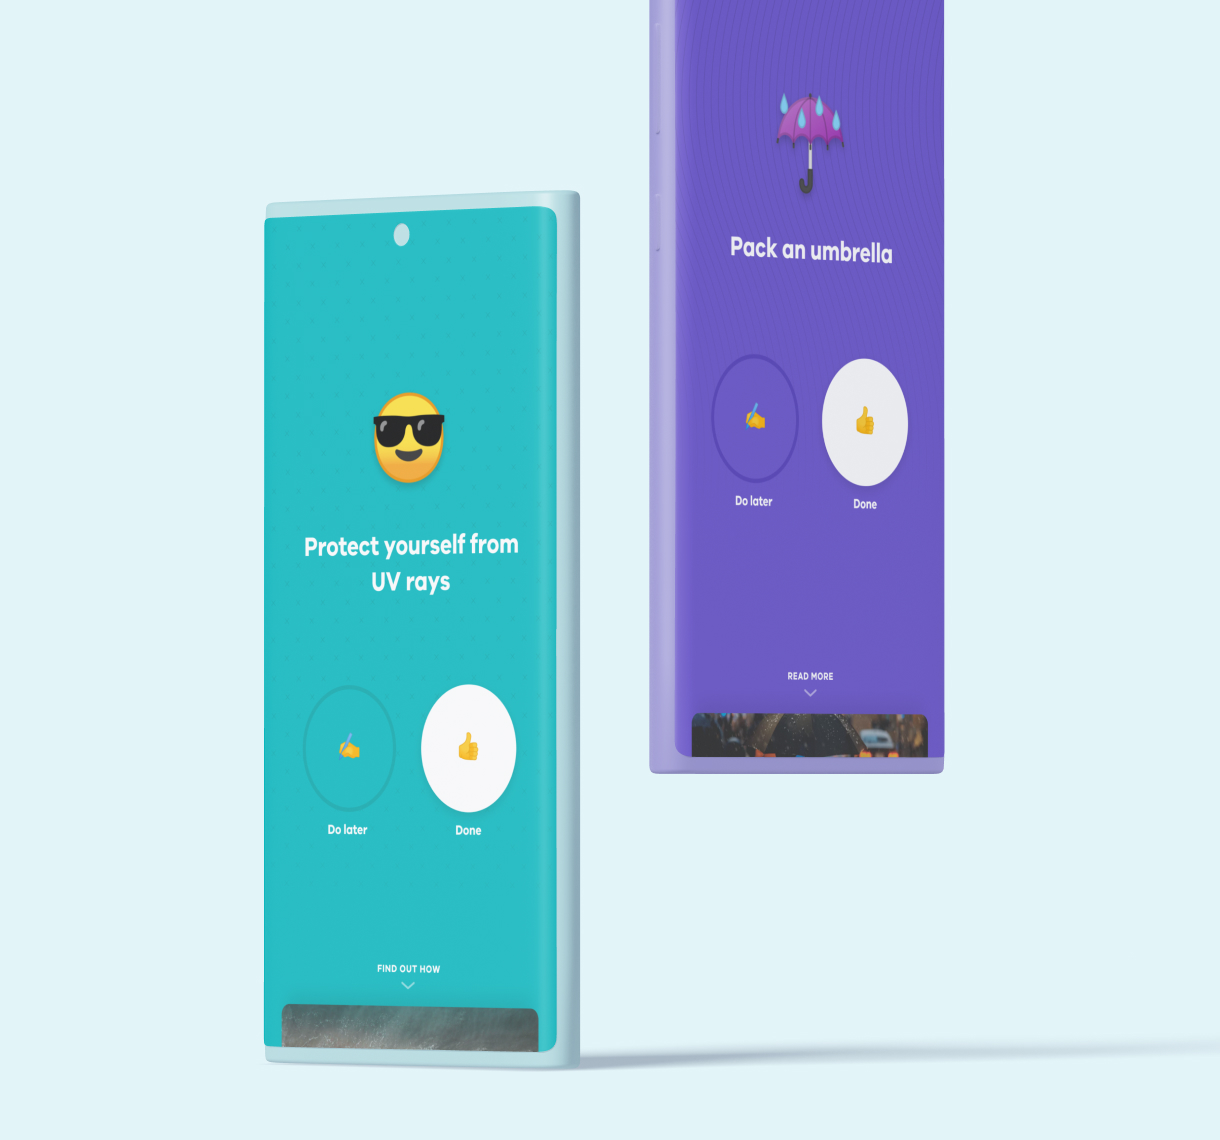 Protect yourself from
UV rays
Do later
Done
FIND OUT HOW
Pack an umbrella
Do later
Done
READ MORE